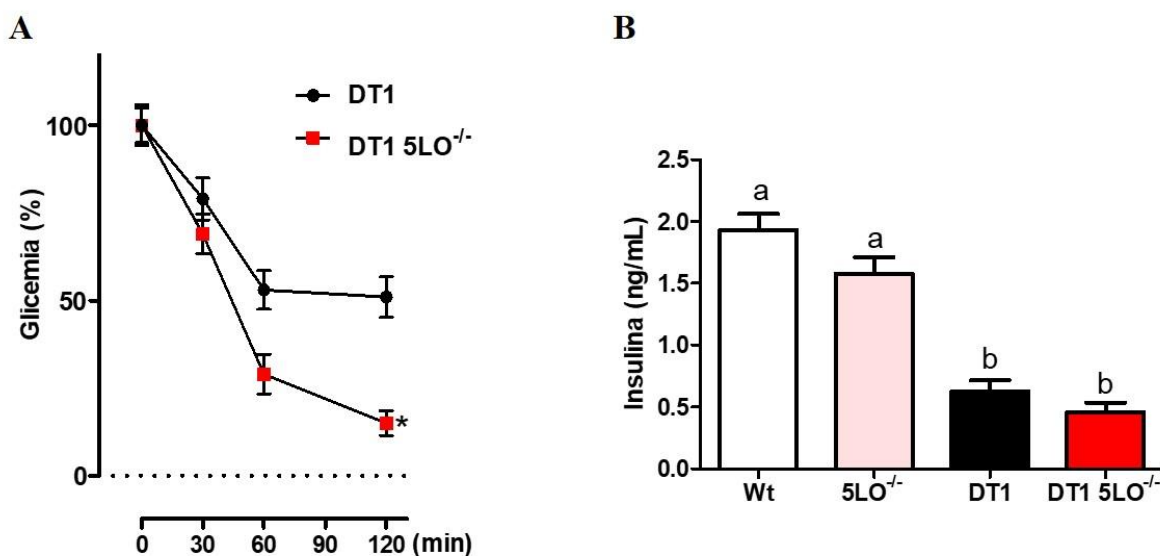 A
DT1
DT1 5LO-/-
Glicemia (%)
100
50
0
*
0 30 60 90 120 (min)
B
Insulina (ng/mL)
2.5
2.0
1.5
1.0
0.5
0.0
a
a
b
b
Wt 5LO-/- DT1 DT1 5LO-/-